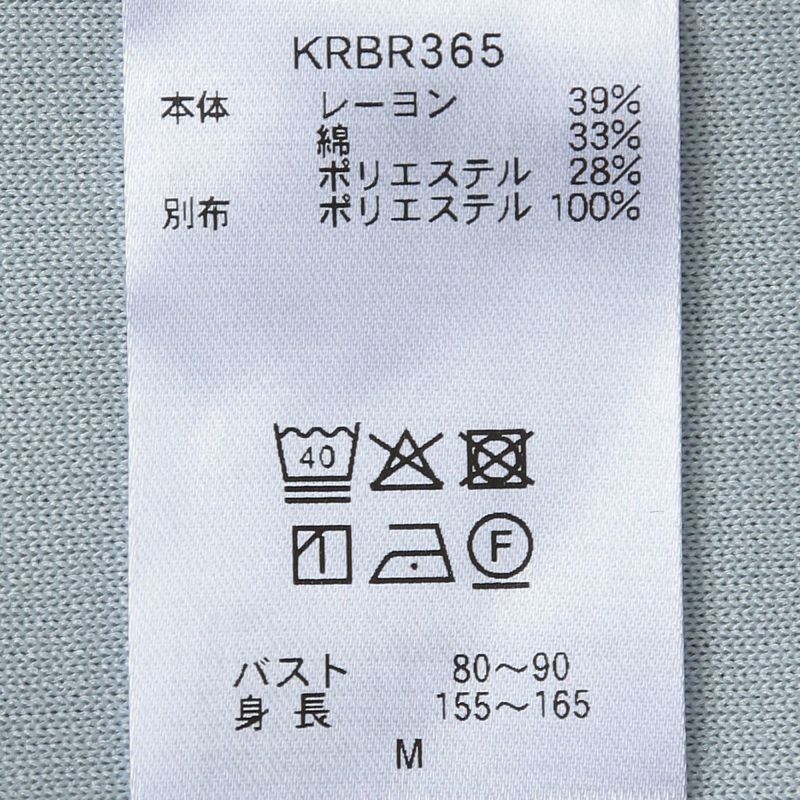 KRBR365
本体 レーヨン 39%
綿 33%
ポリエステル 28%
別布 ポリエステル 100%
40
F
バスト 80～90
身長 155～165
M